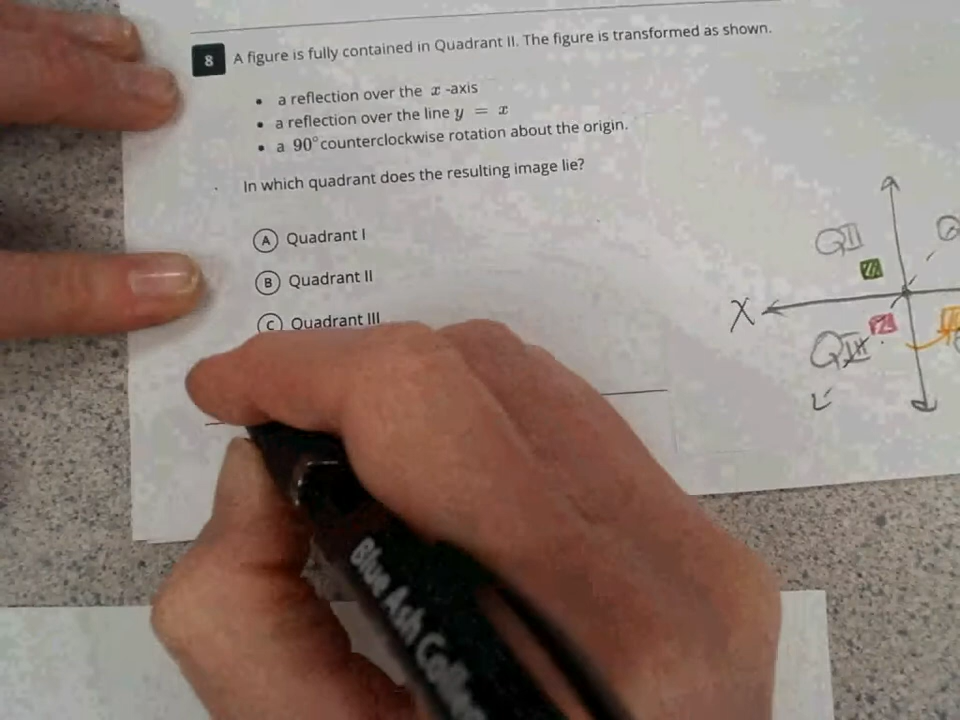 8 A figure is fully contained in Quadrant II. The figure is transformed as shown.
• a reflection over the x -axis
• a reflection over the line y = x
• a 90° counterclockwise rotation about the origin.
In which quadrant does the resulting image lie?
A Quadrant I
B Quadrant II
C Quadrant III
QII
X
Blue Ash